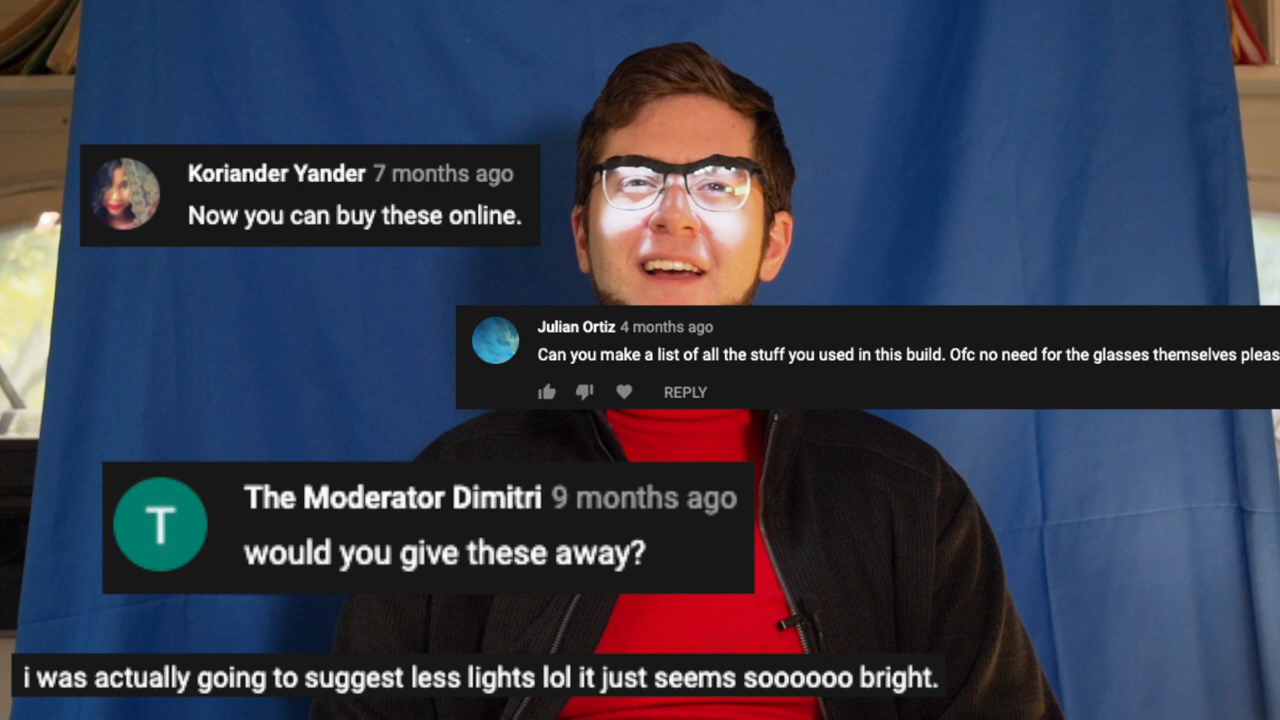 Koriander Yander 7 months ago
Now you can buy these online.
Julian Ortiz 4 months ago
Can you make a list of all the stuff you used in this build. Ofc no need for the glasses themselves pleas
REPLY
T
The Moderator Dimitri 9 months ago
would you give these away?
i was actually going to suggest less lights lol it just seems soooooo bright.